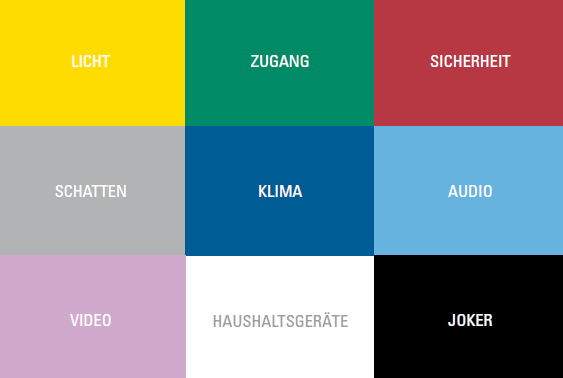 LICHT
ZUGANG
SICHERHEIT
SCHATTEN
KLIMA
AUDIO
VIDEO
HAUSHALTSGERÄTE
JOKER